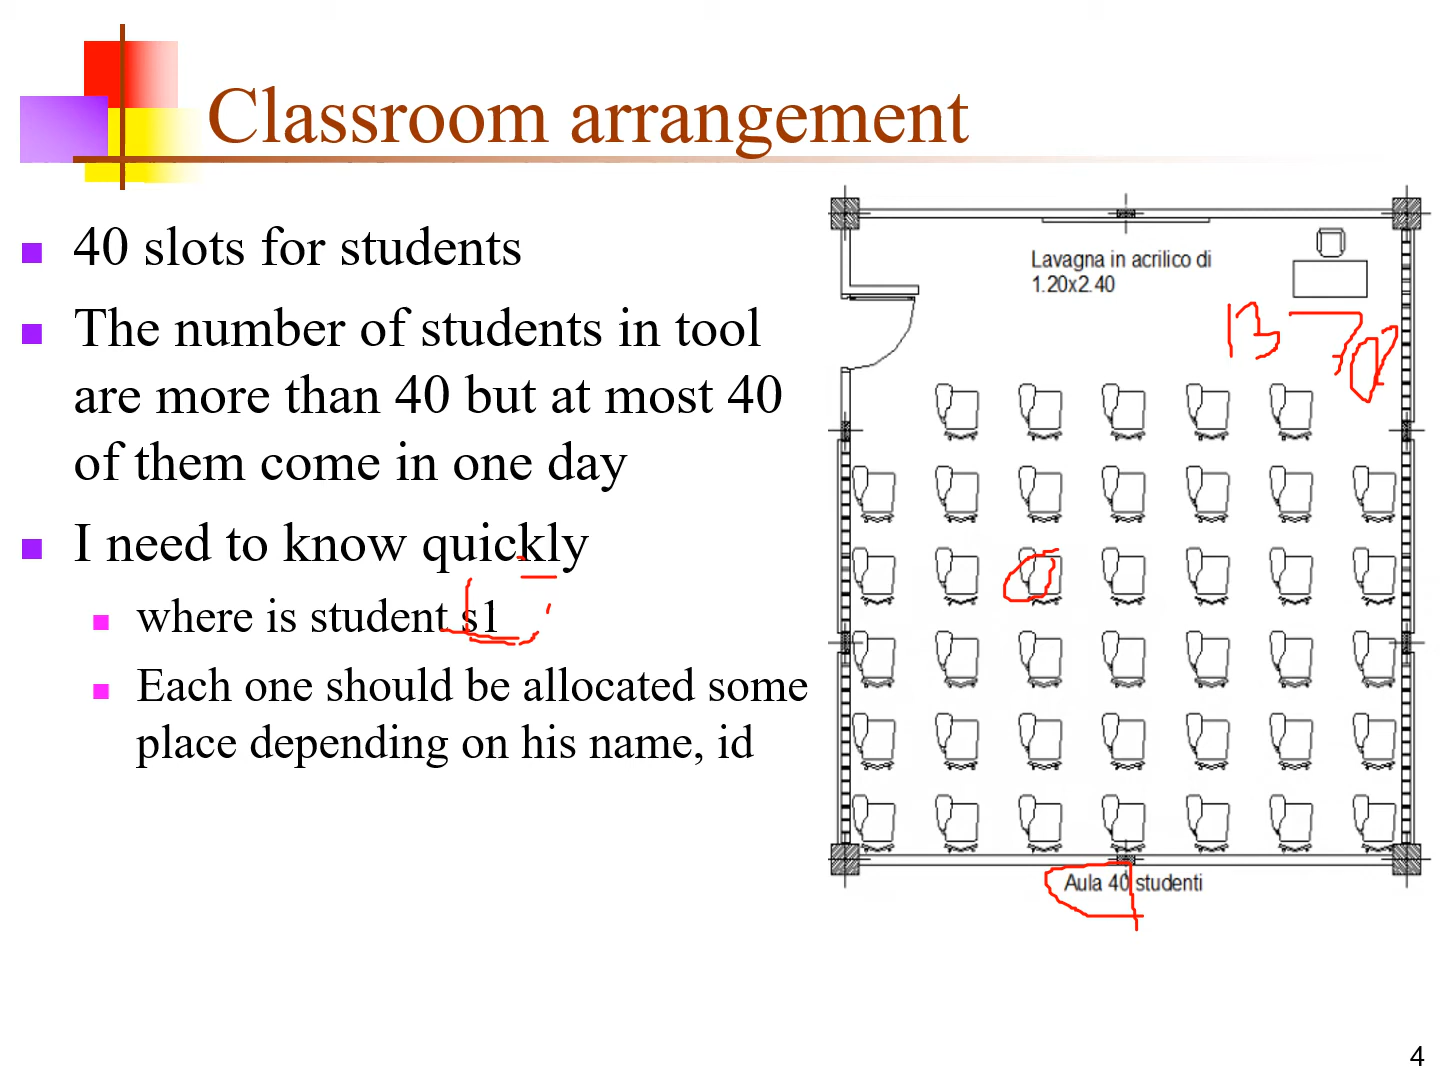 Classroom arrangement
40 slots for students
The number of students in tool
are more than 40 but at most 40
of them come in one day
I need to know quickly
where is student s1
Each one should be allocated some
place depending on his name, id
Lavagna in acrilico di
1.20x2.40
13
Aula 40 studenti
4